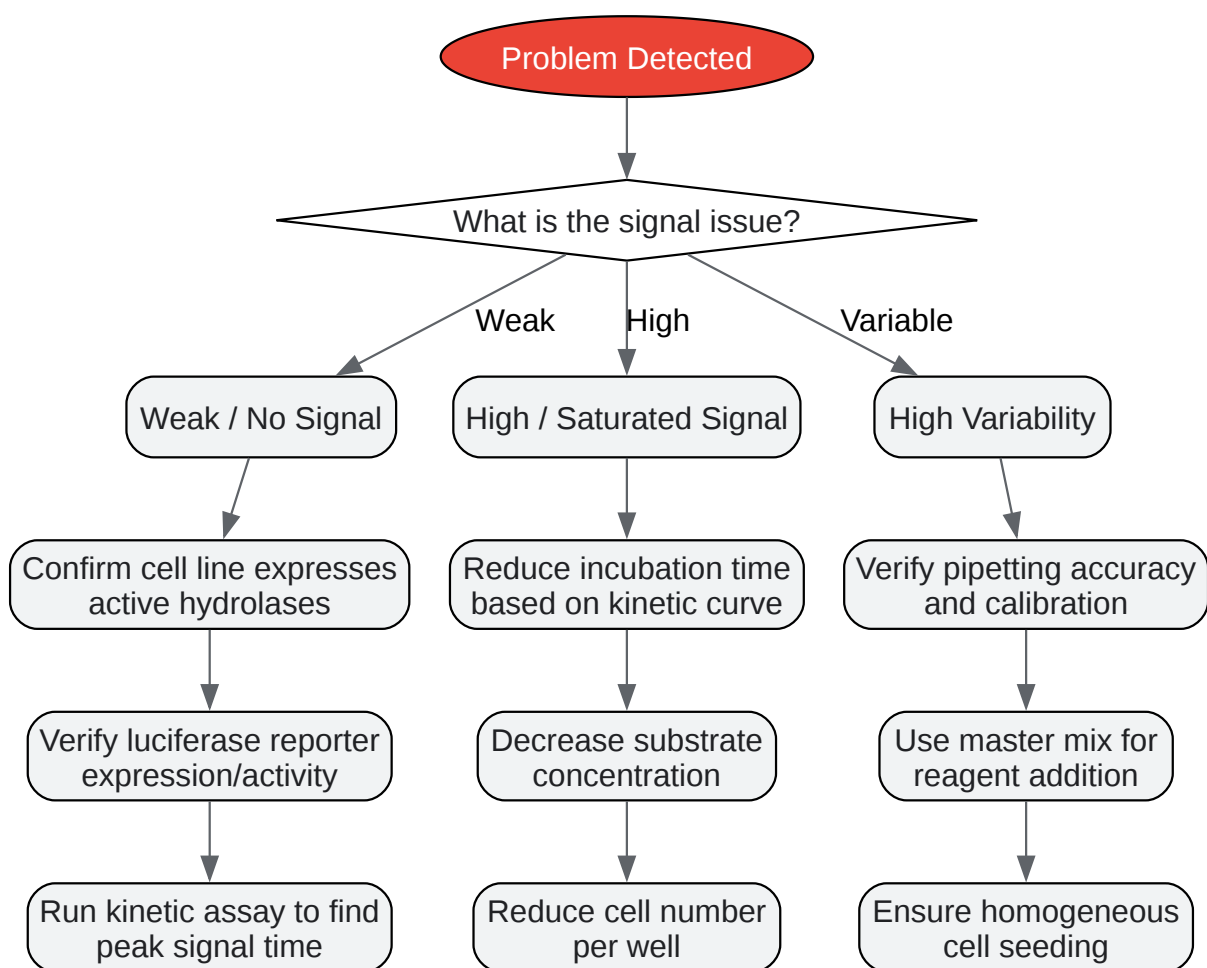 Problem Detected
What is the signal issue?
Weak
High
Variable
Weak / No Signal
High / Saturated Signal
High Variability
Confirm cell line expresses
active hydrolases
Reduce incubation time
based on kinetic curve
Verify pipetting accuracy
and calibration
Verify luciferase reporter
expression/activity
Decrease substrate
concentration
Use master mix for
reagent addition
Run kinetic assay to find
peak signal time
Reduce cell number
per well
Ensure homogeneous
cell seeding